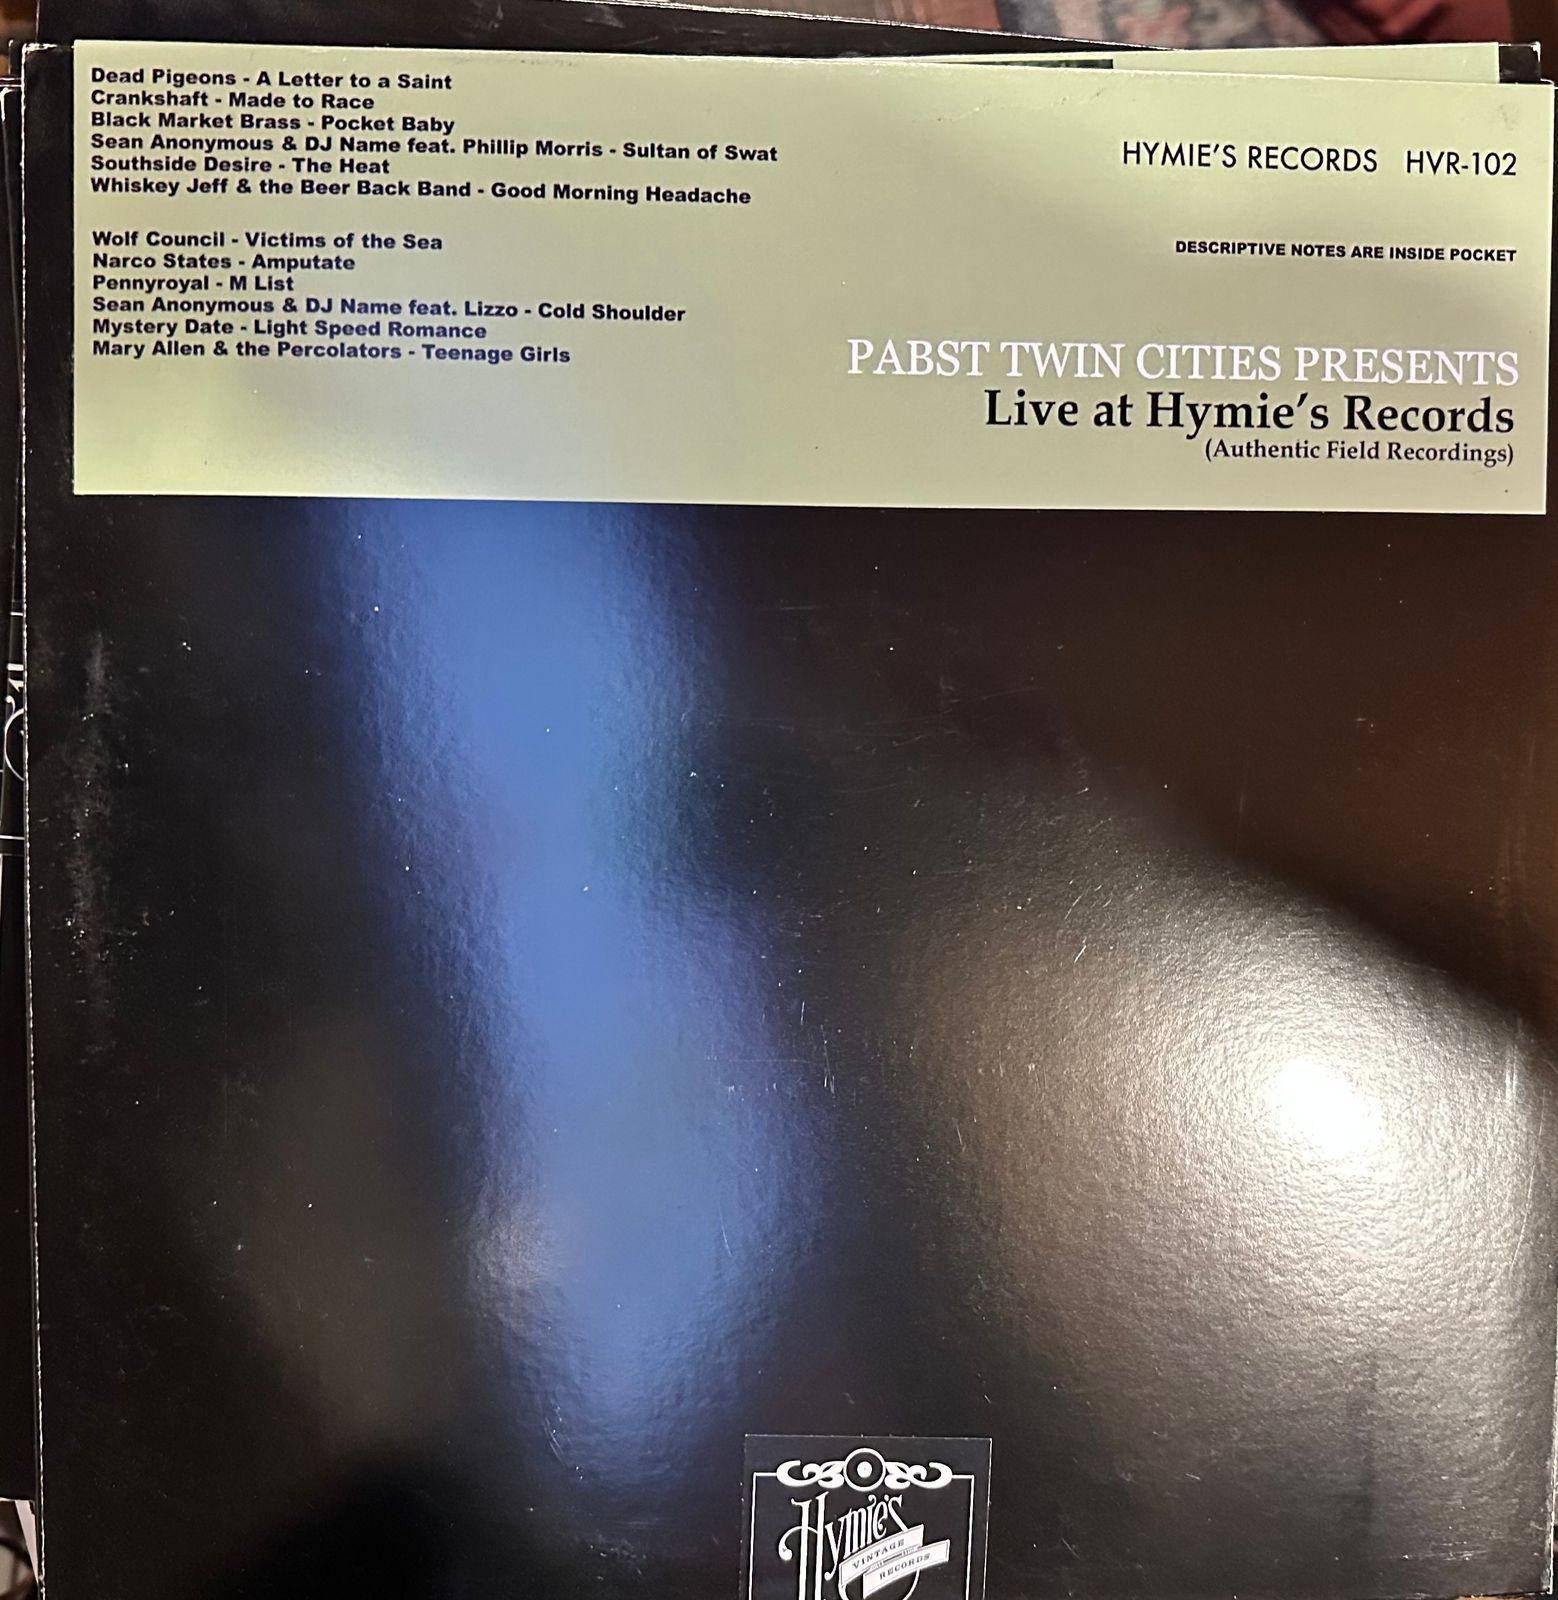 Dead Pigeons - A Letter to a Saint
Crankshaft - Made to Race
Black Market Brass - Pocket Baby
Sean Anonymous & DJ Name feat. Phillip Morris - Sultan of Swat
Southside Desire - The Heat
Whiskey Jeff & the Beer Back Band - Good Morning Headache
Wolf Council - Victims of the Sea
Narco States - Amputate
Pennyroyal - M List
Sean Anonymous & DJ Name feat. Lizzo - Cold Shoulder
Mystery Date - Light Speed Romance
Mary Allen & the Percolators - Teenage Girls
HYMIE'S RECORDS HVR-102
DESCRIPTIVE NOTES ARE INSIDE POCKET
PABST TWIN CITIES PRESENTS
Live at Hymie's Records
(Authentic Field Recordings)
Hymie's
VINTAGE
RECORDS